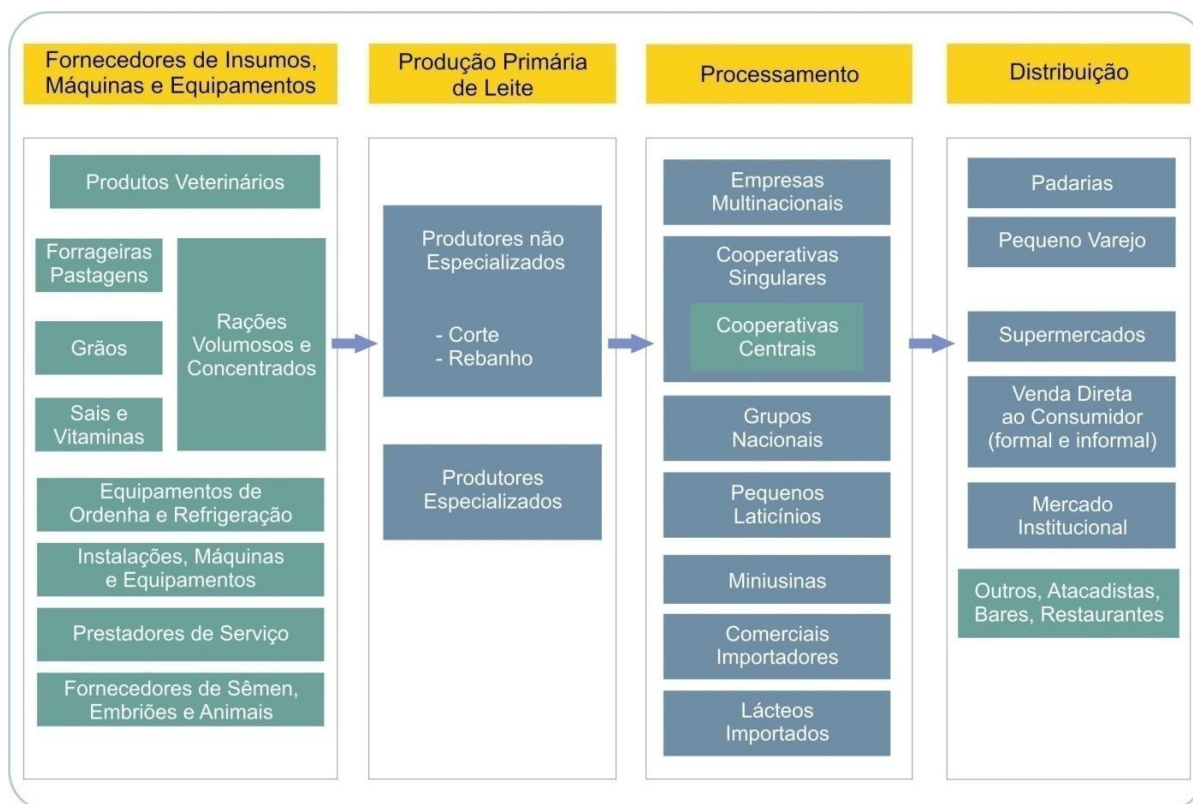 Fornecedores de Insumos,
Máquinas e Equipamentos
Produtos Veterinários
Forrageiras
Pastagens
Grãos
Sais e
Vitaminas
Rações
Volumosos e
Concentrados
Equipamentos de
Ordenha e Refrigeração
Instalações, Máquinas
e Equipamentos
Prestadores de Serviço
Fornecedores de Sêmen,
Embriões e Animais
Produção Primária
de Leite
Produtores não
Especializados
- Corte
- Rebanho
Produtores
Especializados
Processamento
Empresas
Multinacionais
Cooperativas
Singulares
Cooperativas
Centrais
Grupos
Nacionais
Pequenos
Laticínios
Miniusinas
Comerciais
Importadores
Lácteos
Importados
Distribuição
Padarias
Pequeno Varejo
Supermercados
Venda Direta
ao Consumidor
(formal e informal)
Mercado
Institucional
Outros, Atacadistas,
Bares, Restaurantes